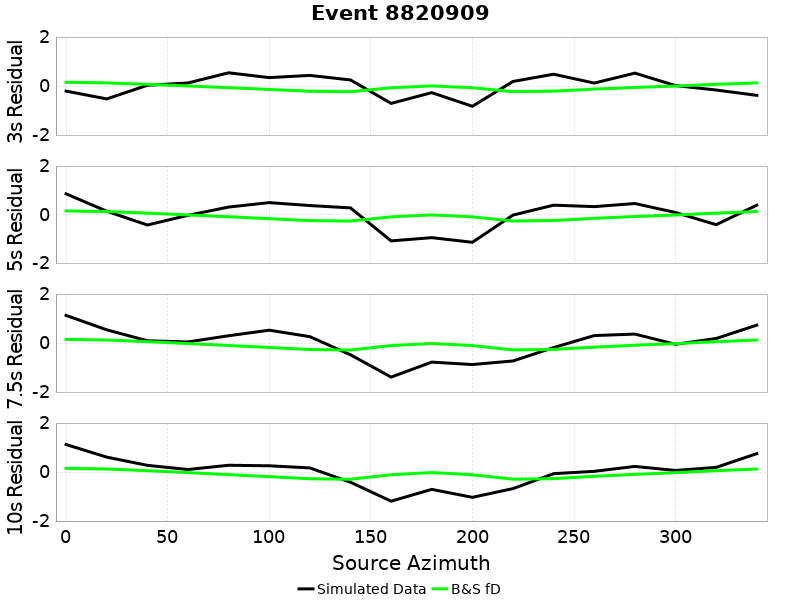 Event 8820909
3s Residual
2
0
-2
5s Residual
2
0
-2
7.5s Residual
2
0
-2
10s Residual
2
0
-2
0 50 100 150 200 250 300
Source Azimuth
Simulated Data B&S fD